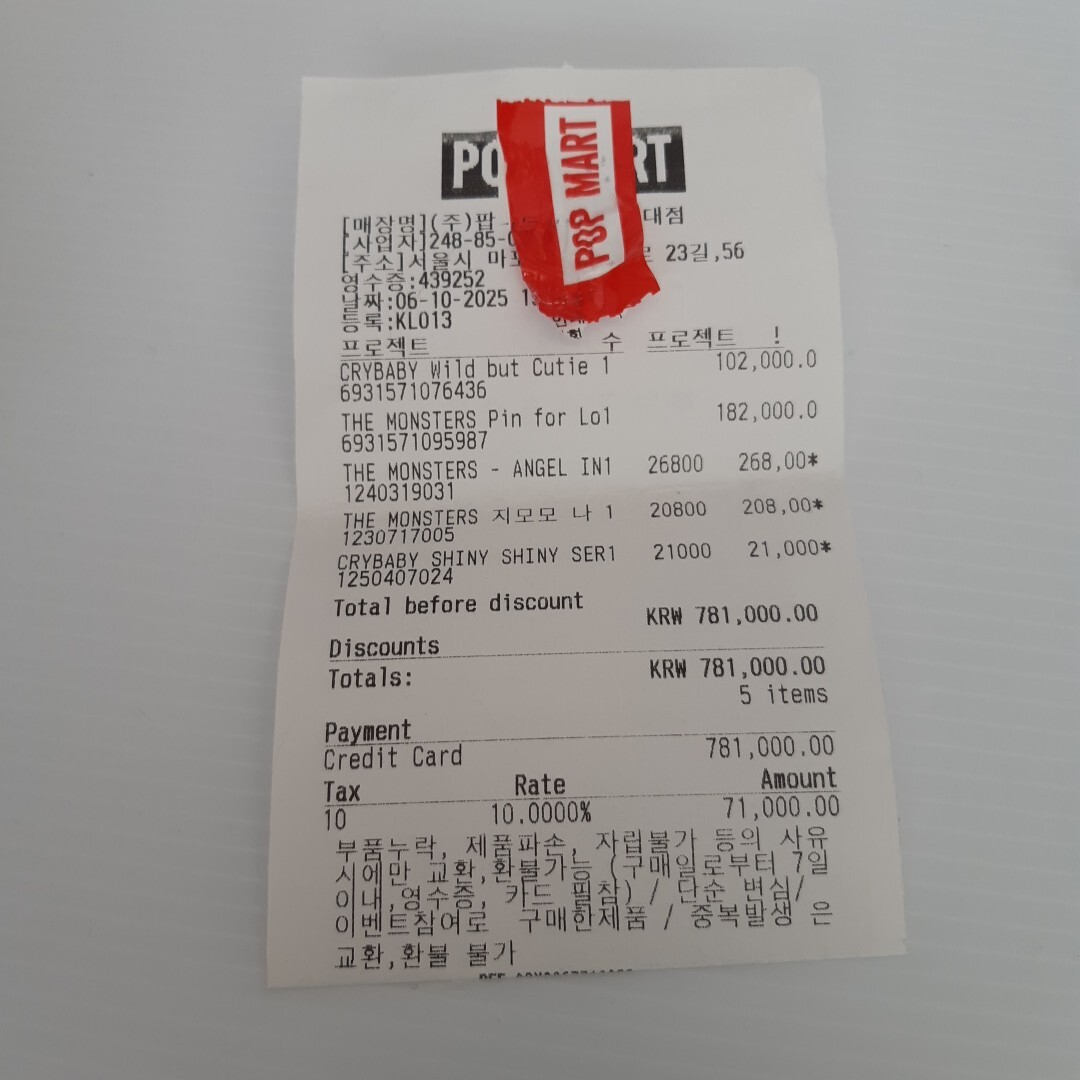 POP MART
[매장명](주)팝 대점
[사업자]248-85-0
[주소]서울시 마포 23길,56
영수증:439252
날짜:06-10-2025
등록:KL013
프로젝트 수 프로젝트 !
CRYBABY Wild but Cutie 1 102,000.0
6931571076436
THE MONSTERS Pin for Lo1 182,000.0
6931571095987
THE MONSTERS - ANGEL IN1 26800 268,00*
1240319031
THE MONSTERS 지모모 나 1 20800 208,00*
1230717005
CRYBABY SHINY SHINY SER1 21000 21,000*
1250407024
Total before discount
KRW 781,000.00
Discounts
Totals: KRW 781,000.00
5 items
Payment
Credit Card 781,000.00
Tax Rate Amount
10 10.0000% 71,000.00
부품누락, 제품파손, 자립불가 등의 사유
시에만 교환,환불가능 (구매일로부터 7일
이내,영수증, 카드 필참) / 단순 변심/
이벤트참여로 구매한제품 / 중복발생 은
교환,환불 불가